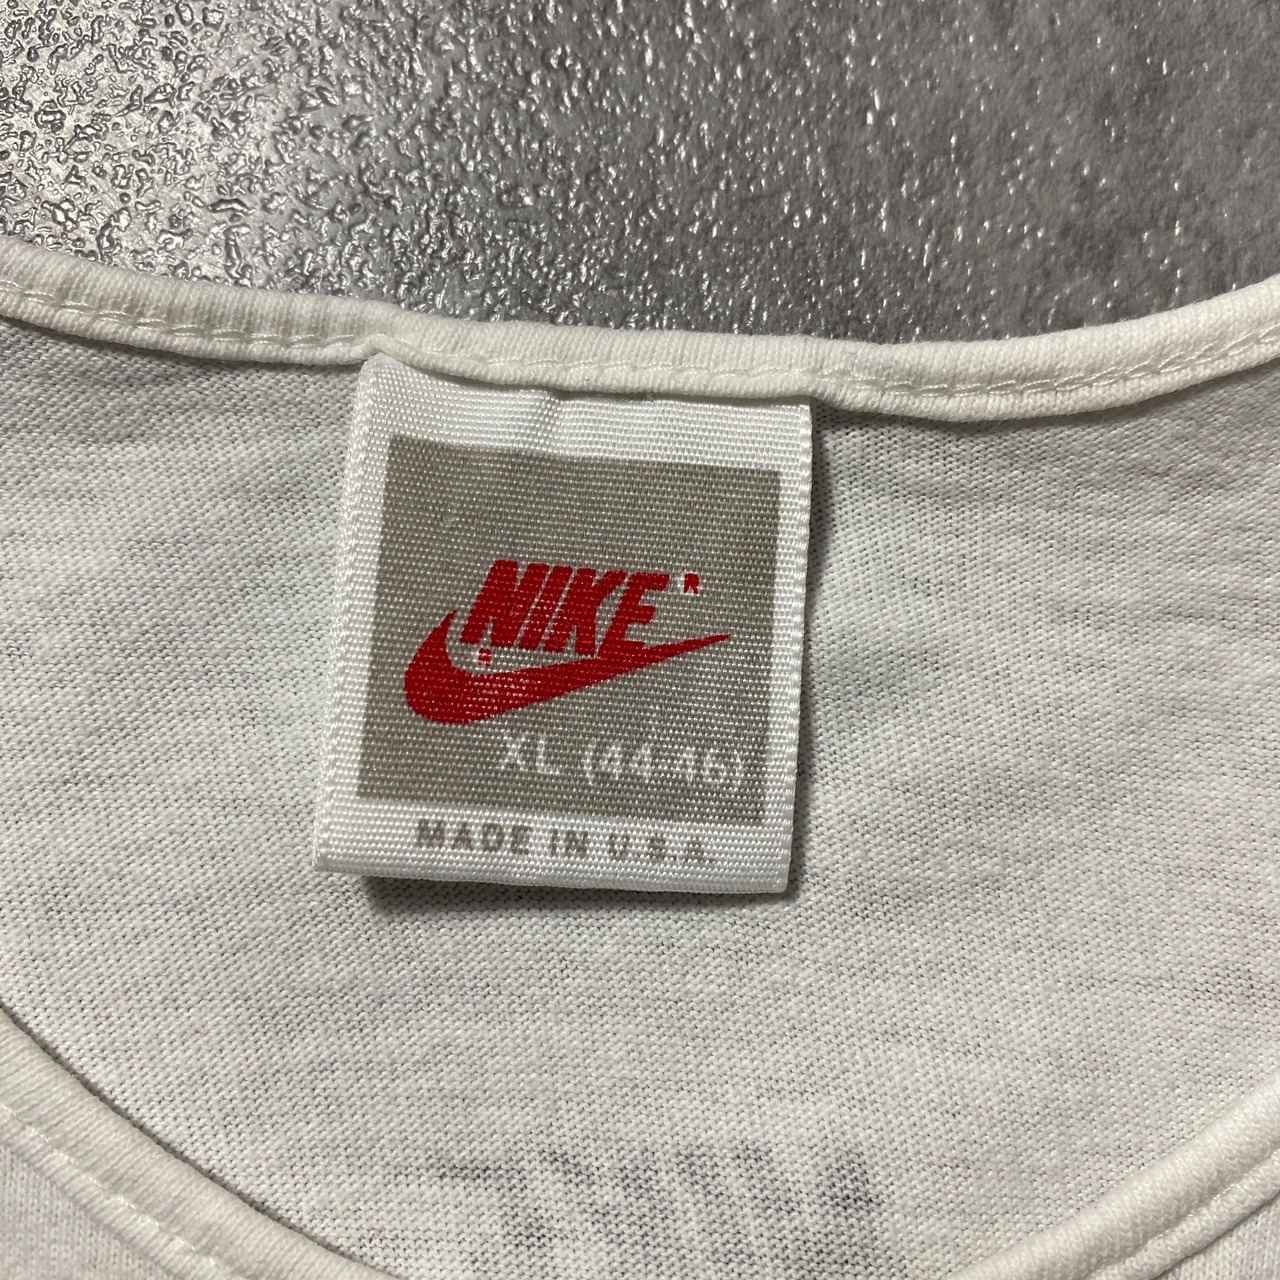 NIKE®
®
XL (44-46)
MADE IN U.S.A.